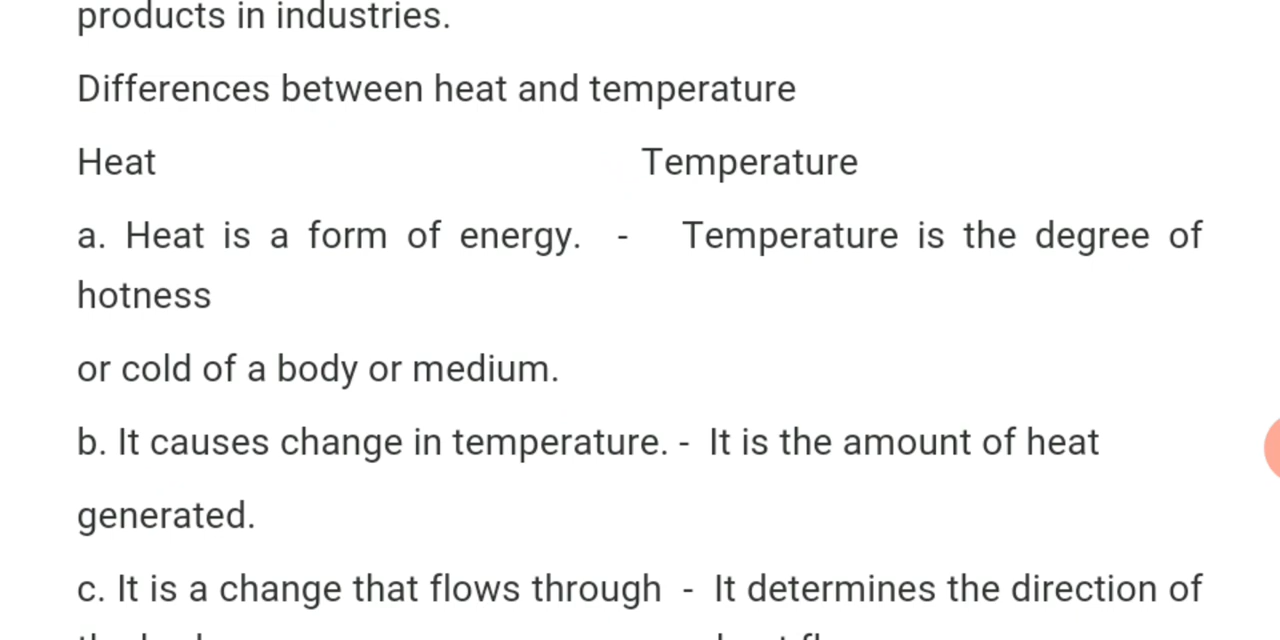 products in industries.
Differences between heat and temperature
Heat Temperature
a. Heat is a form of energy. - Temperature is the degree of
hotness
or cold of a body or medium.
b. It causes change in temperature. - It is the amount of heat
generated.
c. It is a change that flows through - It determines the direction of